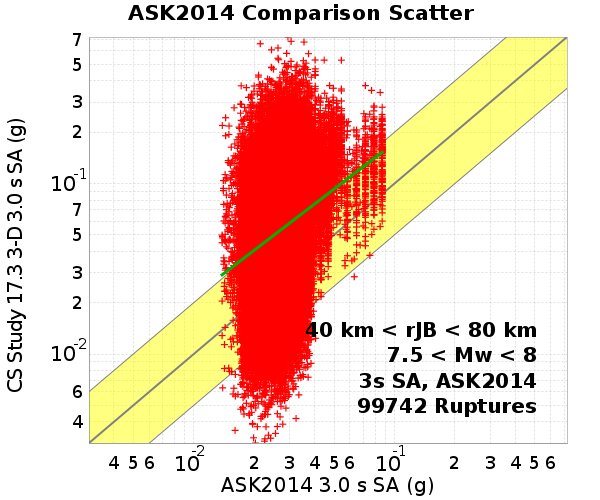 ASK2014 Comparison Scatter
CS Study 17.3 3-D 3.0 s SA (g)
7
5
3
2
10-1
7
5
3
2
10-2
6
4
40 km < rJB < 80 km
7.5 < Mw < 8
3s SA, ASK2014
99742 Ruptures
4 5 6 10-2 2 3 4 5 6 10-1 2 3 4 5 6
ASK2014 3.0 s SA (g)